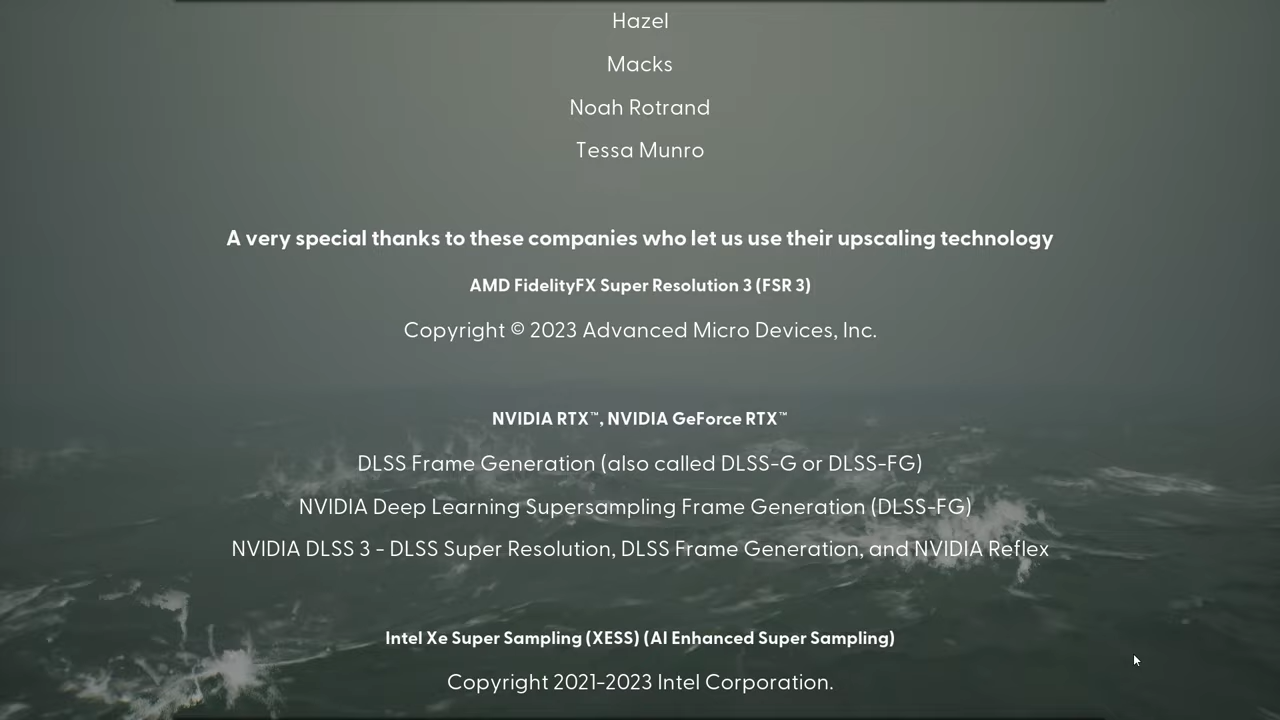 Hazel
Macks
Noah Rotrand
Tessa Munro
A very special thanks to these companies who let us use their upscaling technology
AMD FidelityFX Super Resolution 3 (FSR 3)
Copyright © 2023 Advanced Micro Devices, Inc.
NVIDIA RTX™, NVIDIA GeForce RTX™
DLSS Frame Generation (also called DLSS-G or DLSS-FG)
NVIDIA Deep Learning Supersampling Frame Generation (DLSS-FG)
NVIDIA DLSS 3 - DLSS Super Resolution, DLSS Frame Generation, and NVIDIA Reflex
Intel Xe Super Sampling (XESS) (AI Enhanced Super Sampling)
Copyright 2021-2023 Intel Corporation.